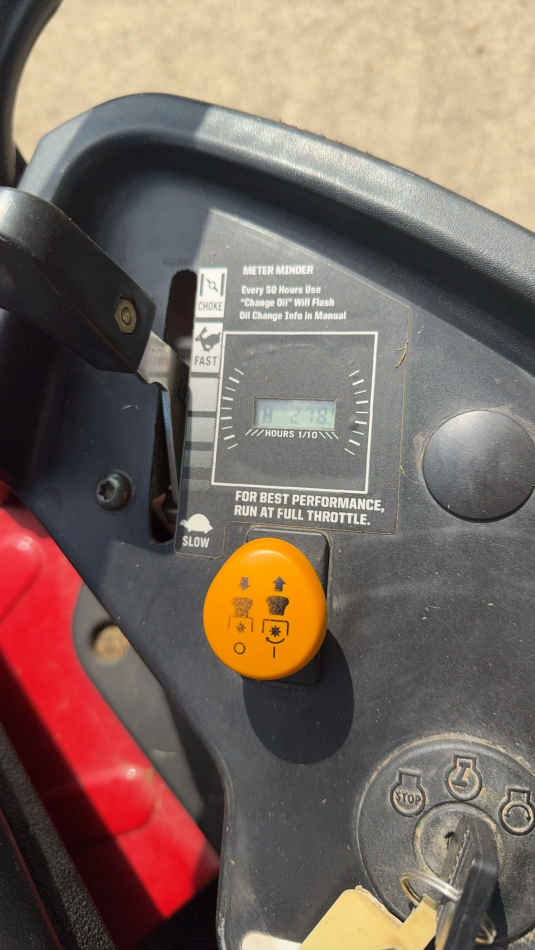 METER MINDER
Every 50 Hours Use
"Change Oil" Will Flash
Oil Change Info in Manual
CHOKE
FAST
HOURS 1/10
FOR BEST PERFORMANCE,
RUN AT FULL THROTTLE.
SLOW
STOP